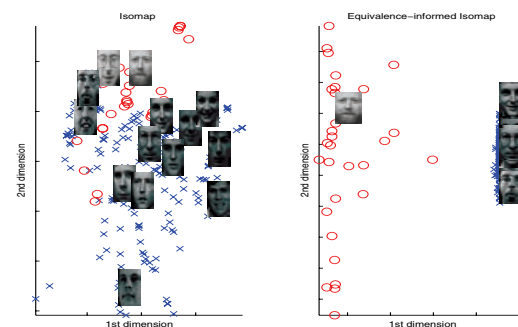 Isomap
2nd dimension
1st dimension
Equivalence−informed Isomap
2nd dimension
1st dimension